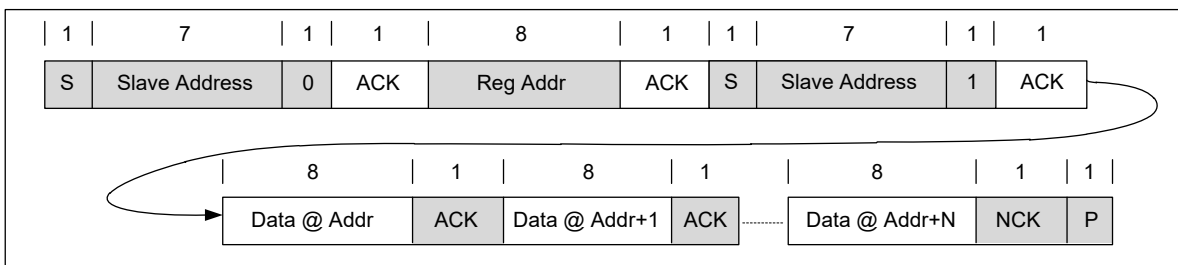 1 7 1 1 8 1 1 7 1 1
S Slave Address 0 ACK Reg Addr ACK S Slave Address 1 ACK
8 1 8 1 8 1 1
Data @ Addr ACK Data @ Addr+1 ACK Data @ Addr+N NCK P